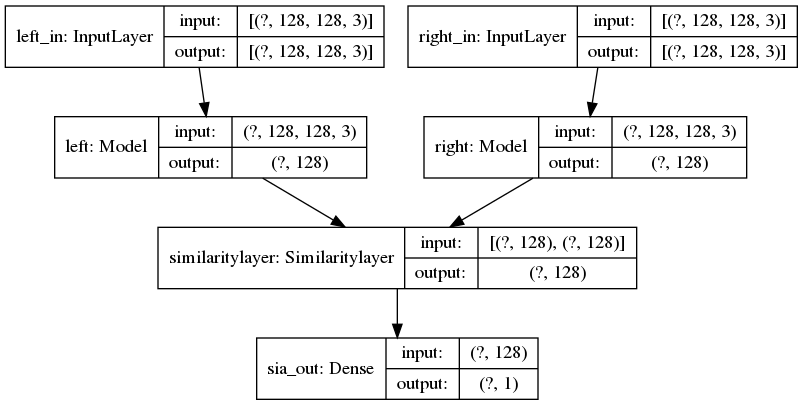 left_in: InputLayer
input:
[(?, 128, 128, 3)]
output:
[(?, 128, 128, 3)]
right_in: InputLayer
input:
[(?, 128, 128, 3)]
output:
[(?, 128, 128, 3)]
left: Model
input:
(?, 128, 128, 3)
output:
(?, 128)
right: Model
input:
(?, 128, 128, 3)
output:
(?, 128)
similaritylayer: Similaritylayer
input:
[(?, 128), (?, 128)]
output:
(?, 128)
sia_out: Dense
input:
(?, 128)
output:
(?, 1)